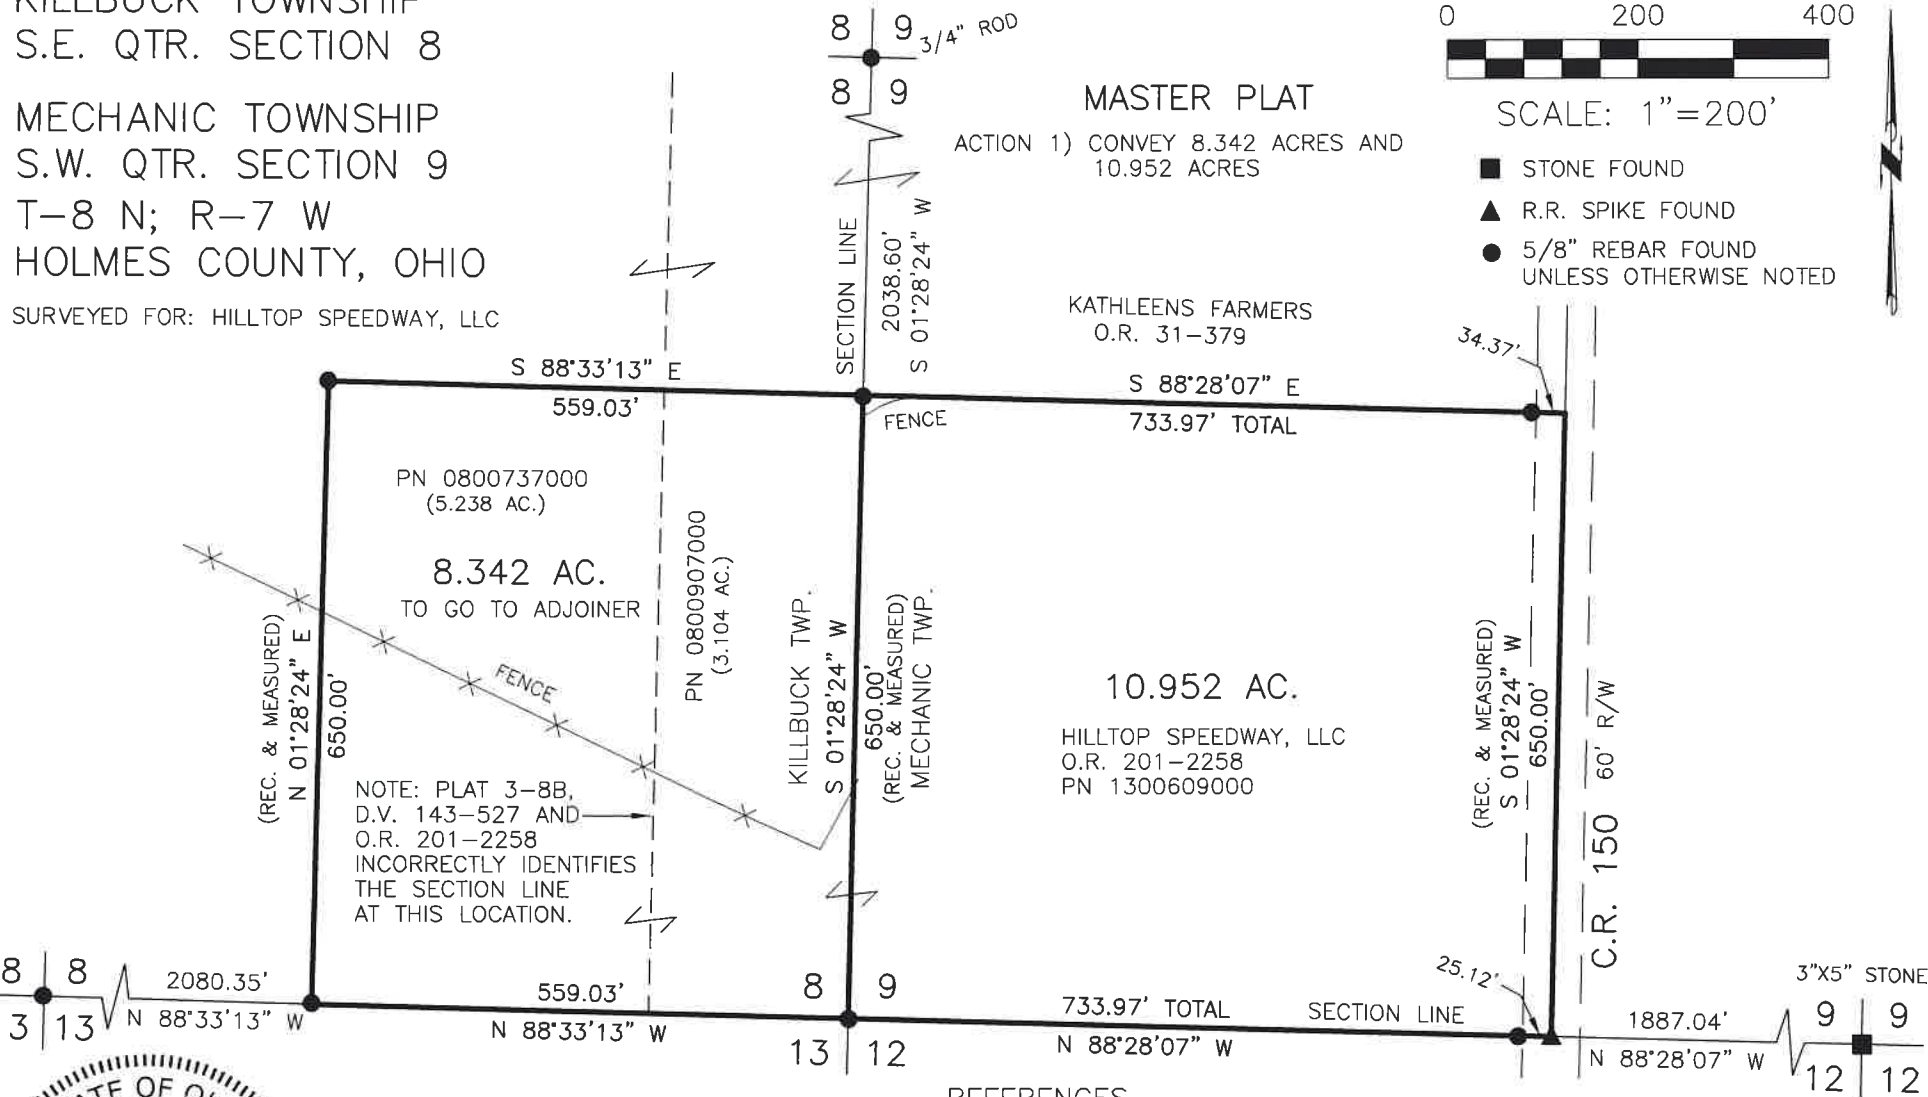 KILLBUCK TOWNSHIP
S.E. QTR. SECTION 8
MECHANIC TOWNSHIP
S.W. QTR. SECTION 9
T-8 N; R-7 W
HOLMES COUNTY, OHIO
SURVEYED FOR: HILLTOP SPEEDWAY, LLC
8 9
3/4" ROD
8 9
MASTER PLAT
ACTION 1) CONVEY 8.342 ACRES AND
10.952 ACRES
0 200 400
SCALE: 1"=200'
STONE FOUND
R.R. SPIKE FOUND
5/8" REBAR FOUND
UNLESS OTHERWISE NOTED
SECTION LINE
2038.60'
S 01°28'24" W
KATHLEENS FARMERS
O.R. 31-379
34.37'
S 88°33'13" E
559.03'
FENCE
S 88°28'07" E
733.97' TOTAL
PN 0800737000
(5.238 AC.)
8.342 AC.
TO GO TO ADJOINER
PN 0800907000
(3.104 AC.)
FENCE
(REC. & MEASURED)
N 01°28'24" E
650.00'
KILLBUCK TWP.
S 01°28'24" W
650.00'
(REC. & MEASURED)
MECHANIC TWP.
10.952 AC.
HILLTOP SPEEDWAY, LLC
O.R. 201-2258
PN 1300609000
(REC. & MEASURED)
S 01°28'24" W
650.00'
C.R. 150 60' R/W
NOTE: PLAT 3-8B,
D.V. 143-527 AND
O.R. 201-2258
INCORRECTLY IDENTIFIES
THE SECTION LINE
AT THIS LOCATION.
8 8
3 13
2080.35'
N 88°33'13" W
559.03'
N 88°33'13" W
8 9
13 12
733.97' TOTAL
N 88°28'07" W
SECTION LINE
25.12'
1887.04'
N 88°28'07" W
3"X5" STONE
9 9
12 12
REFERENCES